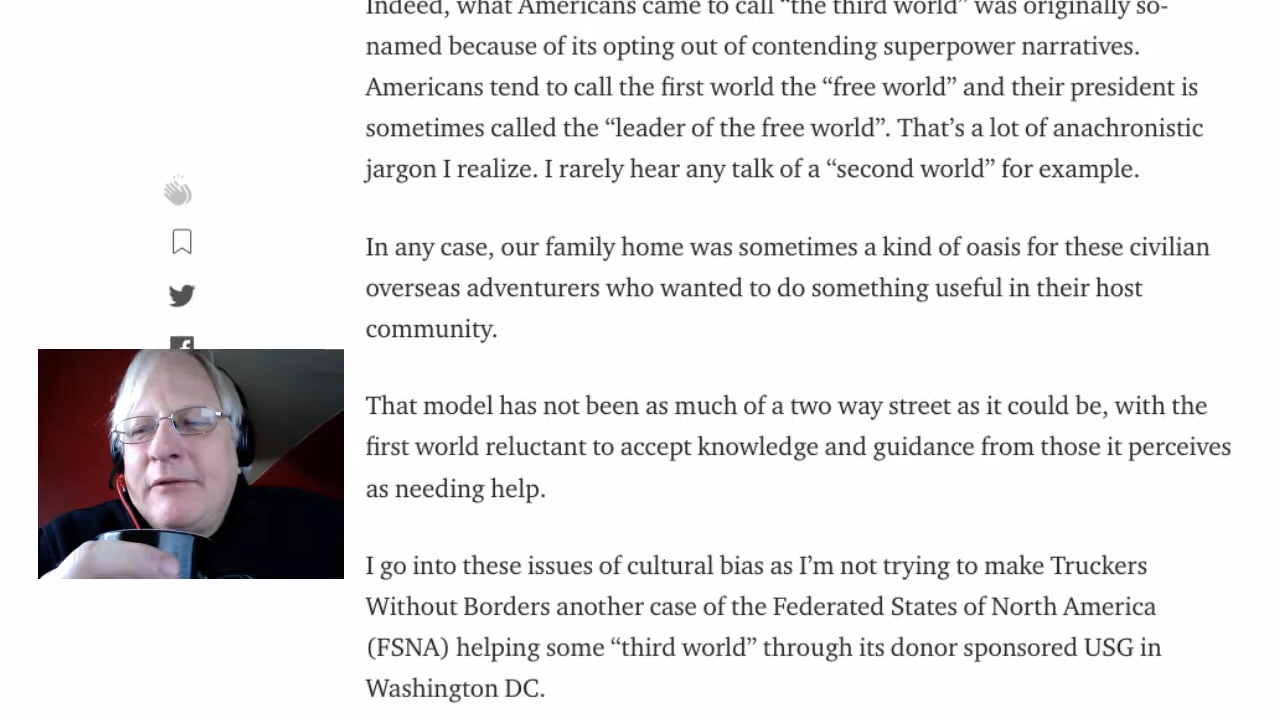 Indeed, what Americans came to call “the third world” was originally so-
named because of its opting out of contending superpower narratives.
Americans tend to call the first world the “free world” and their president is
sometimes called the “leader of the free world”. That’s a lot of anachronistic
jargon I realize. I rarely hear any talk of a “second world” for example.
In any case, our family home was sometimes a kind of oasis for these civilian
overseas adventurers who wanted to do something useful in their host
community.
That model has not been as much of a two way street as it could be, with the
first world reluctant to accept knowledge and guidance from those it perceives
as needing help.
I go into these issues of cultural bias as I’m not trying to make Truckers
Without Borders another case of the Federated States of North America
(FSNA) helping some “third world” through its donor sponsored USG in
Washington DC.